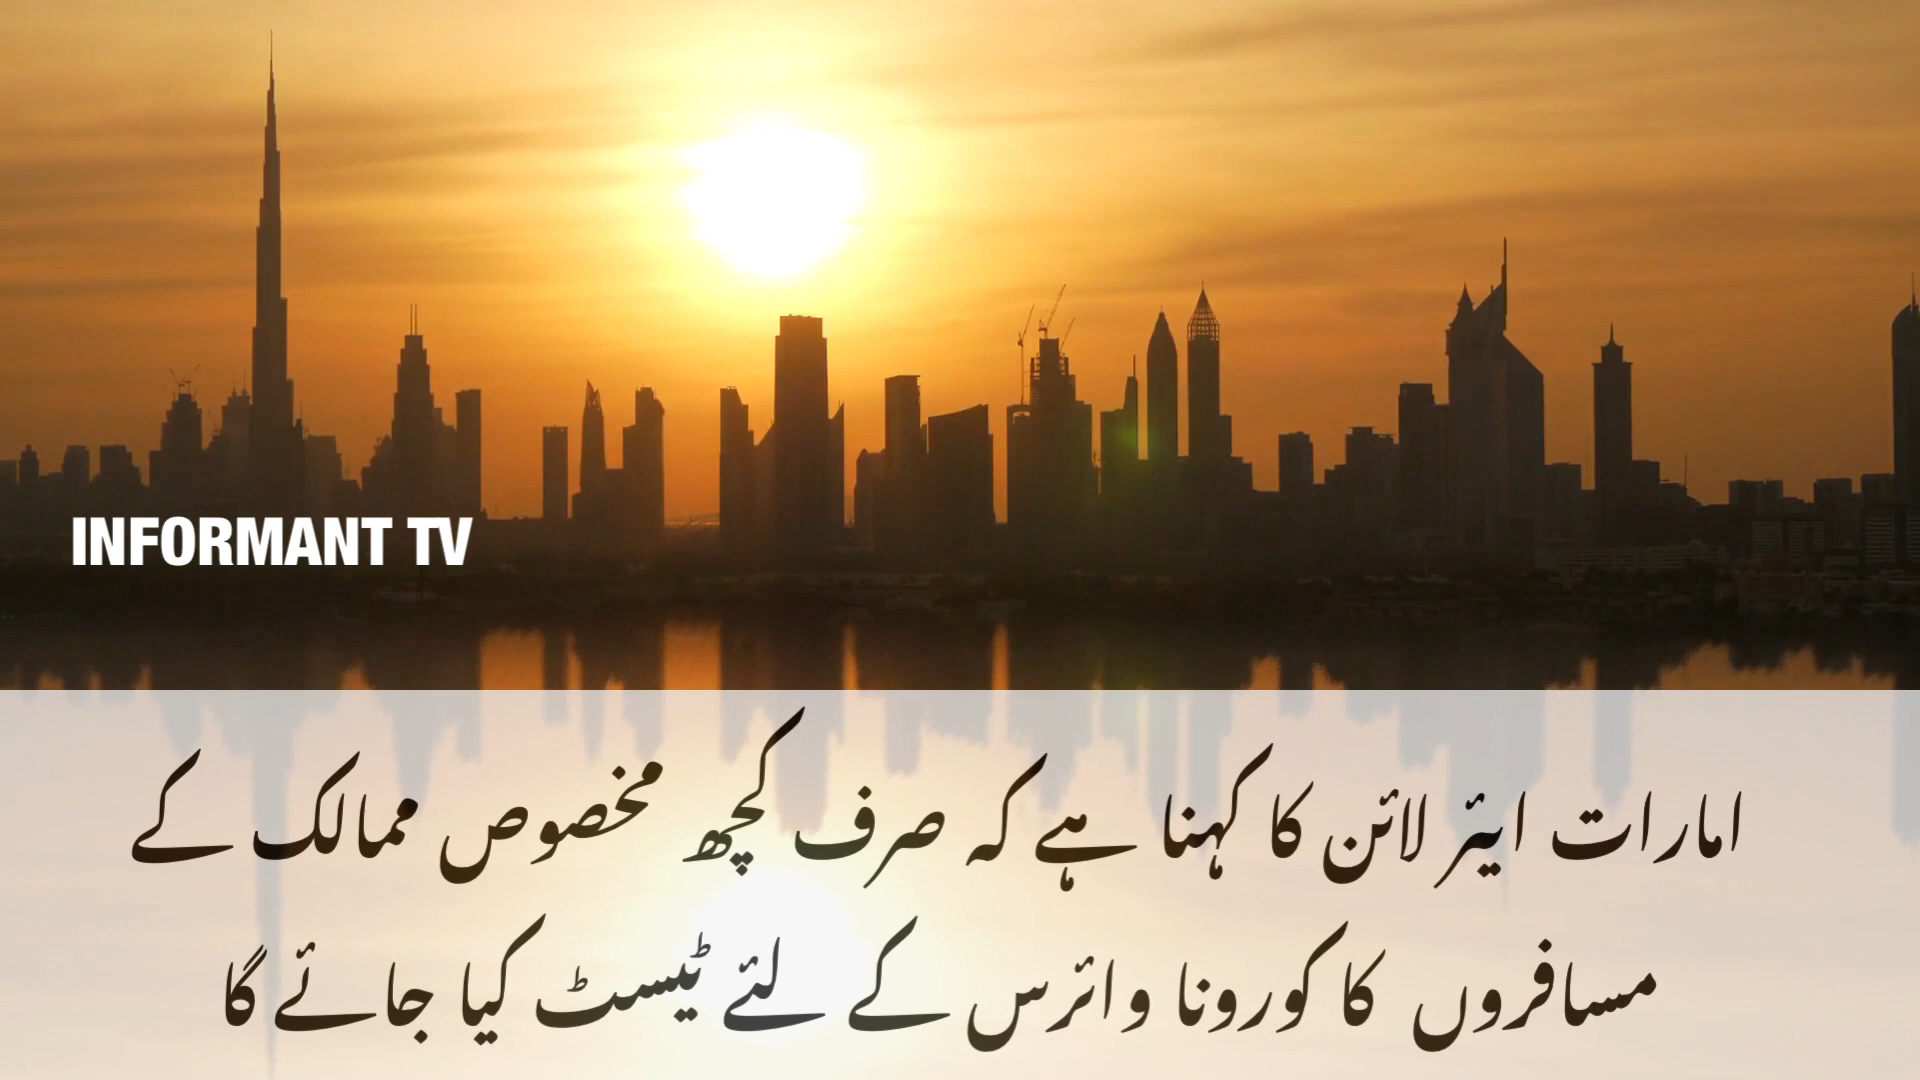 INFORMANT TV
امارات ایئر لائن کا کہنا ہے کہ صرف کچھ مخصوص ممالک کے
مسافروں کا کورونا وائرس کے لئے ٹیسٹ کیا جائے گا